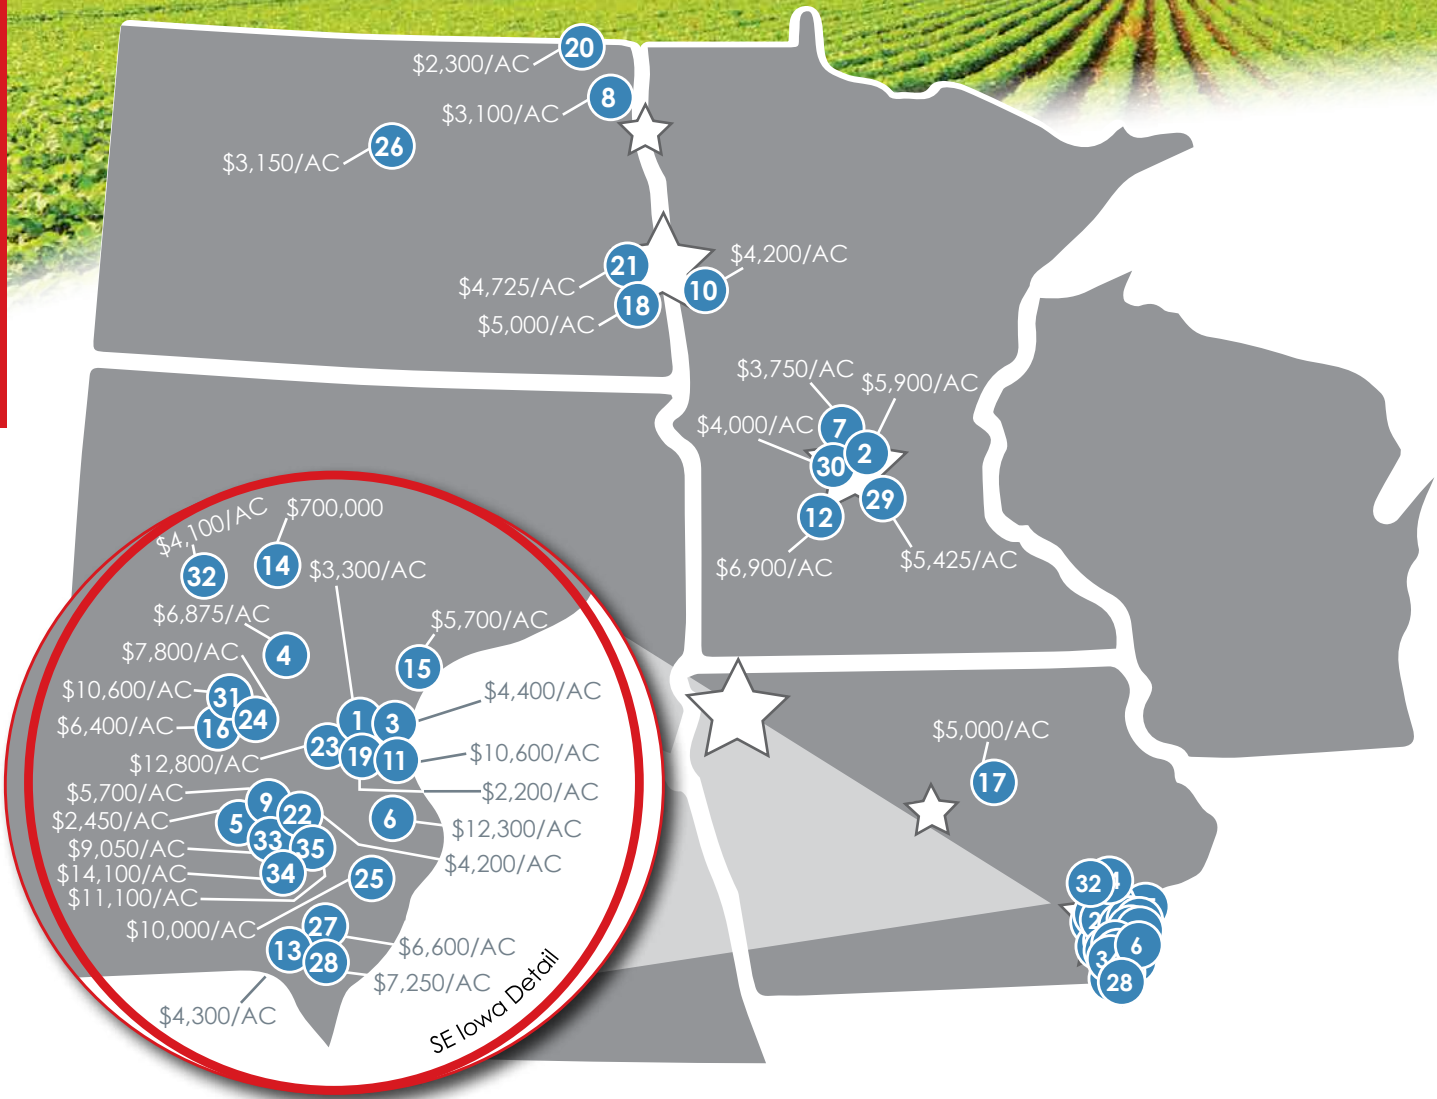 20
$2,300/AC
8
$3,100/AC
26
$3,150/AC
$4,200/AC
21
$4,725/AC
10
18
$5,000/AC
$3,750/AC
$5,900/AC
$4,000/AC
7
2
30
29
12
$6,900/AC
$5,425/AC
$4,100/AC
$700,000
32
14
$3,300/AC
$6,875/AC
$5,700/AC
4
$7,800/AC
15
$10,600/AC
31
$4,400/AC
$6,400/AC
16
24
1
3
23
19
11
$10,600/AC
$12,800/AC
$5,700/AC
$2,200/AC
9
$2,450/AC
5
22
6
$12,300/AC
33
35
$9,050/AC
$4,200/AC
$14,100/AC
34
25
$11,100/AC
$10,000/AC
27
13
$6,600/AC
28
$7,250/AC
$4,300/AC
SE Iowa Detail
$5,000/AC
17
32
6
28